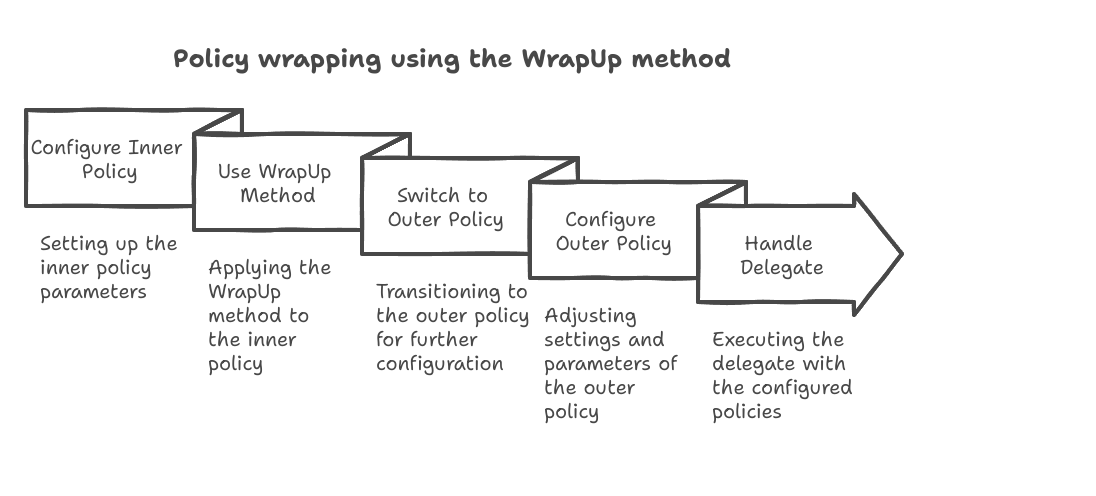 Policy wrapping using the WrapUp method
Configure Inner
Policy
Setting up the
inner policy
parameters
Use WrapUp
Method
Applying the
WrapUp
method to
the inner
policy
Switch to
Outer Policy
Transitioning to
the outer policy
for further
configuration
Configure
Outer Policy
Adjusting
settings and
parameters of
the outer
policy
Handle
Delegate
Executing the
delegate with
the configured
policies